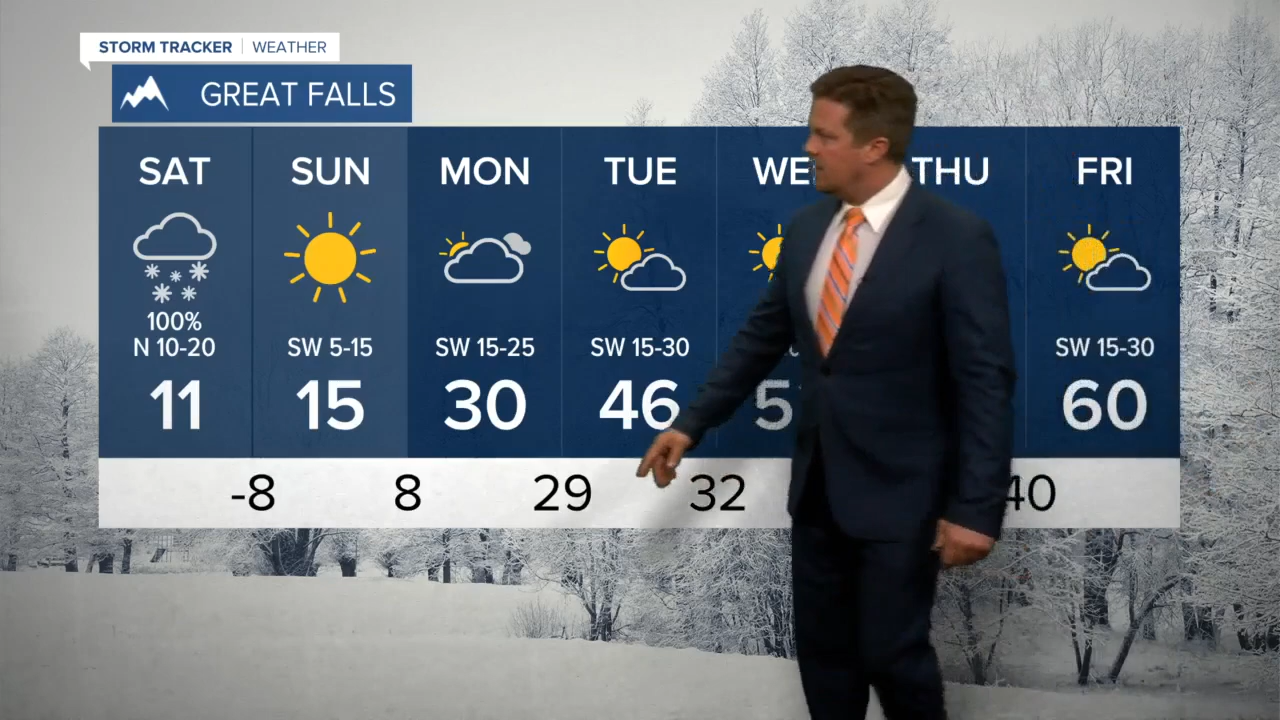 STORM TRACKER | WEATHER
GREAT FALLS
SAT SUN MON TUE THU FRI
100%
N 10-20 SW 5-15 SW 15-25 SW 15-30 SW 15-30
11 15 30 46 60
-8 8 29 32 40